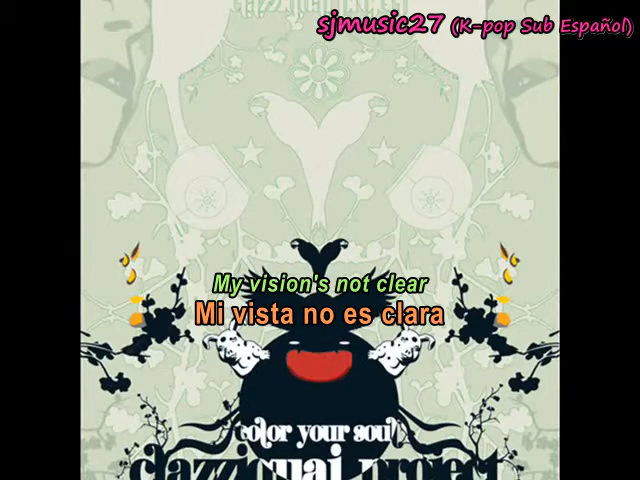 sjmusic27 (K-pop Sub Español)
My vision's not clear
Mi vista no es clara
color your soul
clazziquai project